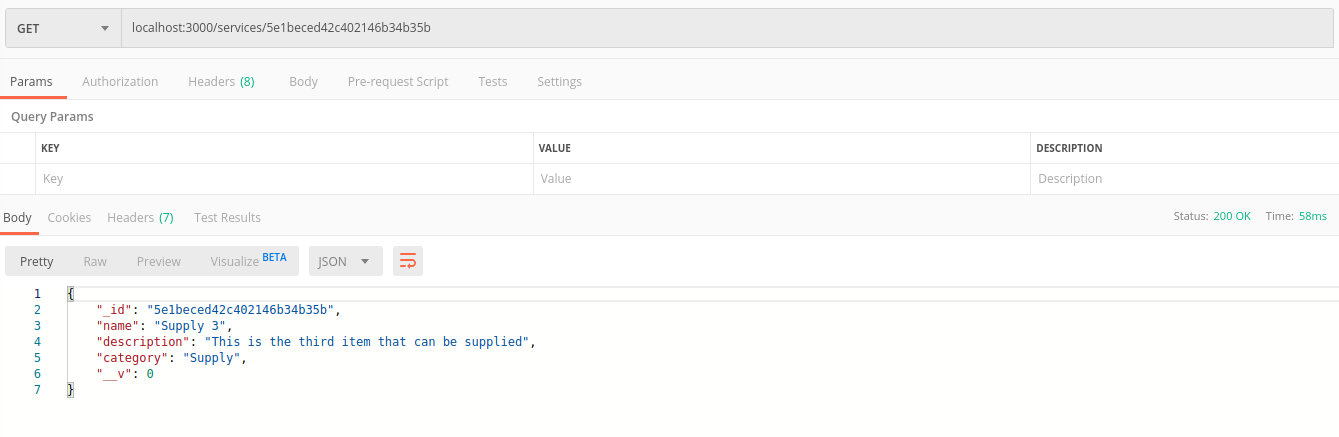 GET localhost:3000/services/5e1beced42c402146b34b35b
Params Authorization Headers (8) Body Pre-request Script Tests Settings
Query Params
KEY VALUE DESCRIPTION
Key Value Description
Body Cookies Headers (7) Test Results Status: 200 OK Time: 58ms
Pretty Raw Preview Visualize BETA JSON
1 {
2 "_id": "5e1beced42c402146b34b35b",
3 "name": "Supply 3",
4 "description": "This is the third item that can be supplied",
5 "category": "Supply",
6 "__v": 0
7 }